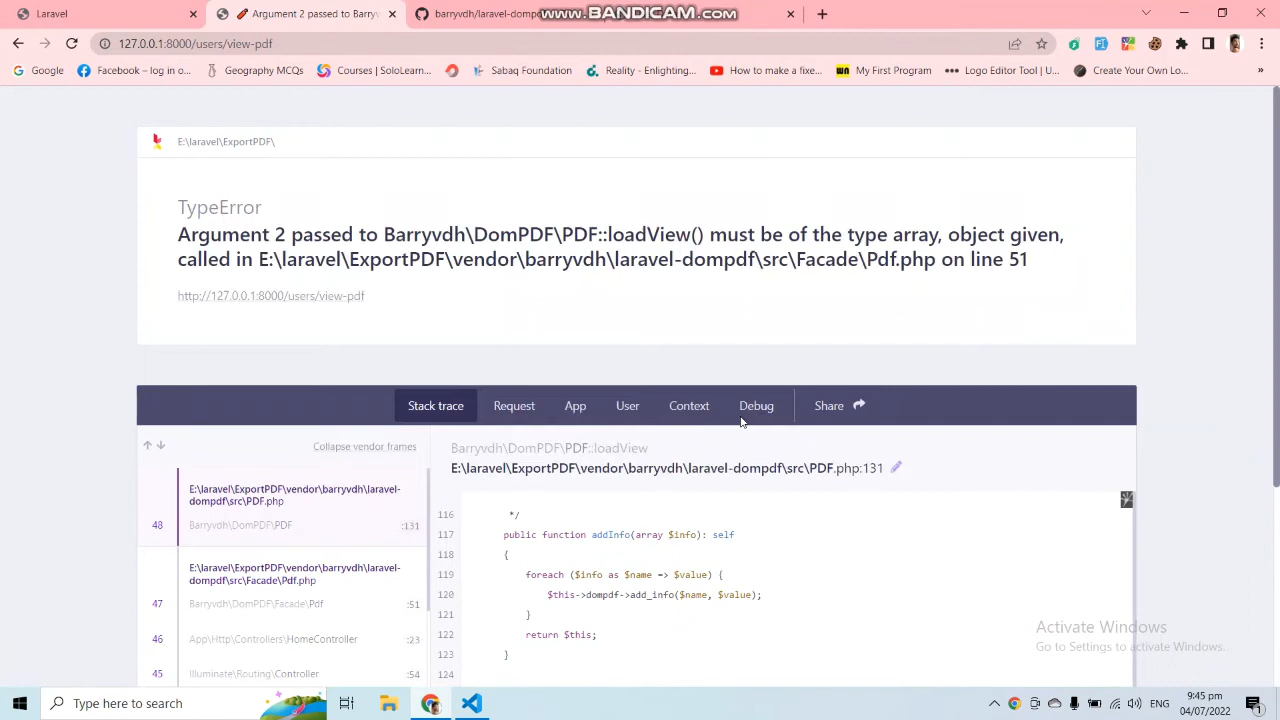 Laravel
Argument 2 passed to Barryv
barryvdh/laravel-domp
www.BANDICAM.com
127.0.0.1:8000/users/view-pdf
Google
Facebook – log in o...
Geography MCQs
Courses | SoloLearn...
Sabaq Foundation
Reality - Enlighting...
How to make a fixe...
My First Program
Logo Editor Tool | U...
Create Your Own Lo...
»
E:\laravel\ExportPDF\
TypeError
Argument 2 passed to Barryvdh\DomPDF\PDF::loadView() must be of the type array, object given,
called in E:\laravel\ExportPDF\vendor\barryvdh\laravel-dompdf\src\Facade\Pdf.php on line 51
http://127.0.0.1:8000/users/view-pdf
Stack trace
Request
App
User
Context
Debug
Share
Collapse vendor frames
E:\laravel\ExportPDF\vendor\barryvdh\laravel-
dompdf\src\PDF.php
48 Barryvdh\DomPDF\PDF :131
E:\laravel\ExportPDF\vendor\barryvdh\laravel-
dompdf\src\Facade\Pdf.php
47 Barryvdh\DomPDF\Facade\Pdf :51
46 App\Http\Controllers\HomeController :23
45 Illuminate\Routing\Controller :54
Barryvdh\DomPDF\PDF::loadView
E:\laravel\ExportPDF\vendor\barryvdh\laravel-dompdf\src\PDF.php:131
116 */
117 public function addInfo(array $info): self
118 {
119 foreach ($info as $name => $value) {
120 $this->dompdf->add_info($name, $value);
121 }
122 return $this;
123 }
124
Activate Windows
Go to Settings to activate Windows.
Type here to search
ENG
9:45 pm
04/07/2022
1